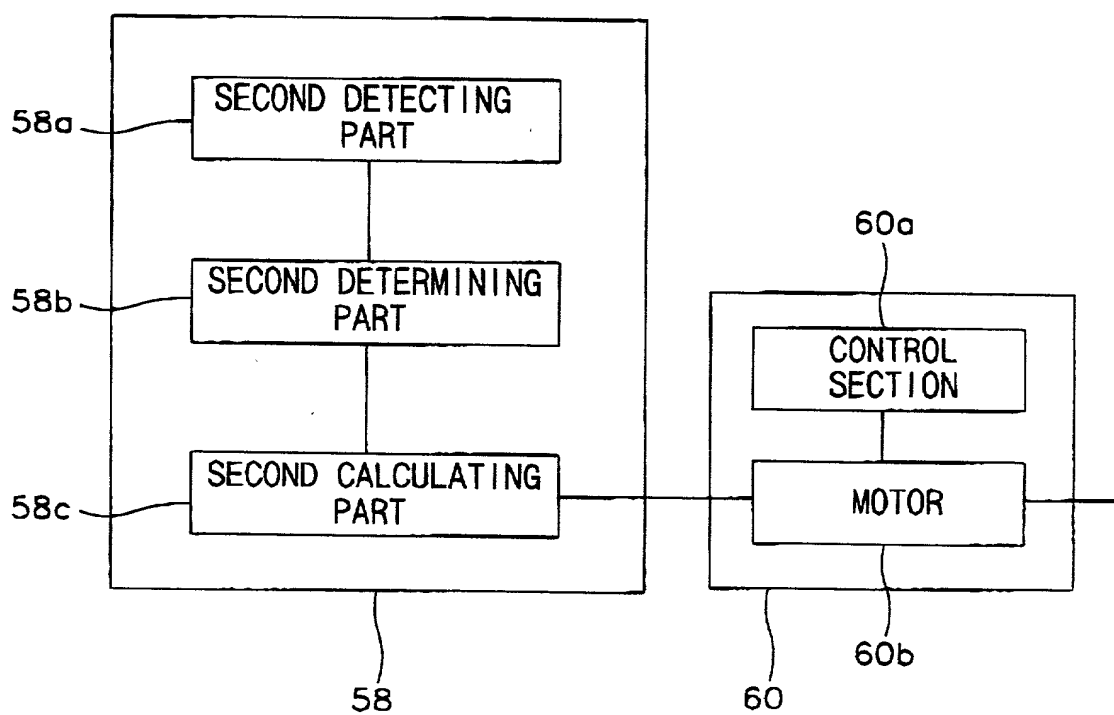 SECOND DETECTING
PART
58a
60a
SECOND DETERMINING
PART
58b
CONTROL
SECTION
SECOND CALCULATING
PART
58c
MOTOR
60b
58
60